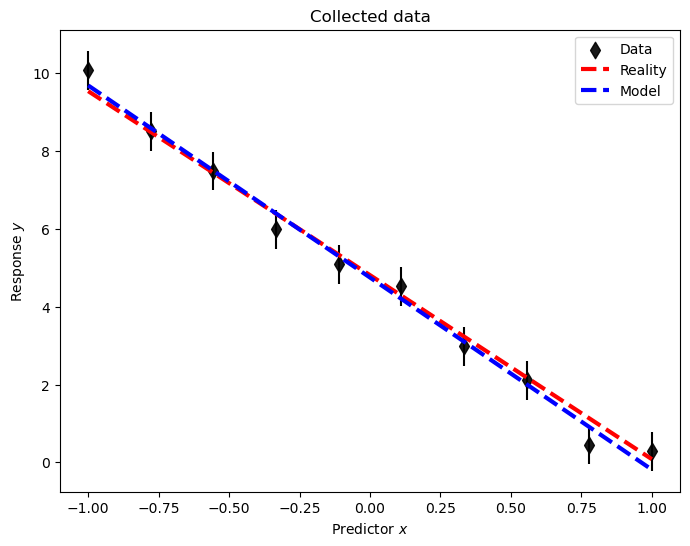 Collected data
Data
Reality
Model
Response y
10
8
6
4
2
0
−1.00 −0.75 −0.50 −0.25 0.00 0.25 0.50 0.75 1.00
Predictor x